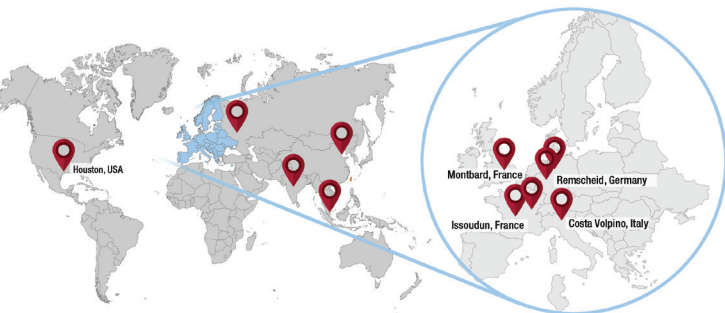 Houston, USA
Montbard, France
Remscheid, Germany
Issoudun, France
Costa Volpino, Italy